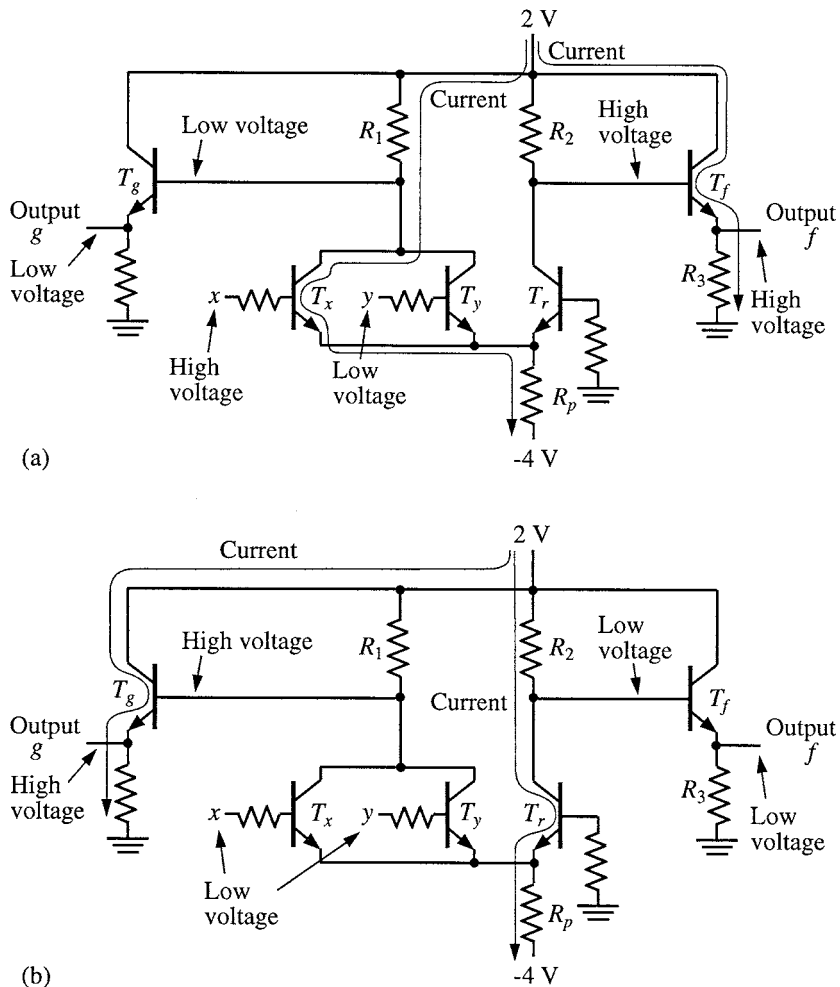 2 V
Current
Current
Low voltage
R1
R2
High
voltage
Tg
Tf
Output
g
Output
f
Low
voltage
R3
x
Tx
y
Ty
Tr
High
voltage
High
voltage
Low
voltage
Rp
(a)
-4 V
2 V
Current
High voltage
R1
R2
Low
voltage
Tg
Current
Tf
Output
g
Output
f
High
voltage
R3
x
Tx
y
Ty
Tr
Low
voltage
Low
voltage
Rp
(b)
-4 V